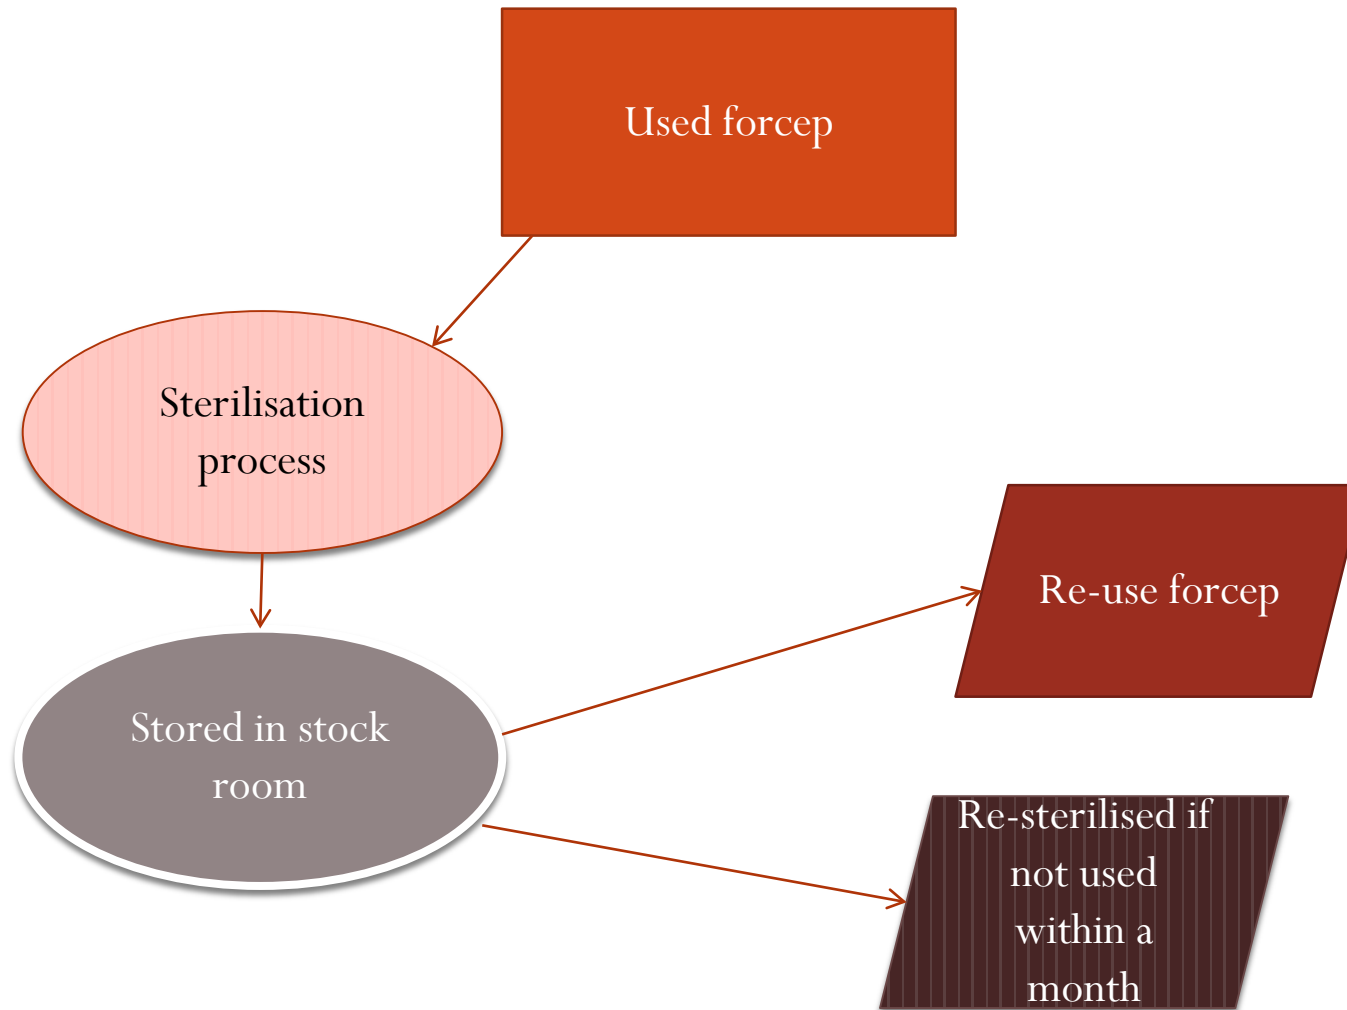 Used forcep
Sterilisation
process
Stored in stock
room
Re-use forcep
Re-sterilised if
not used
within a
month